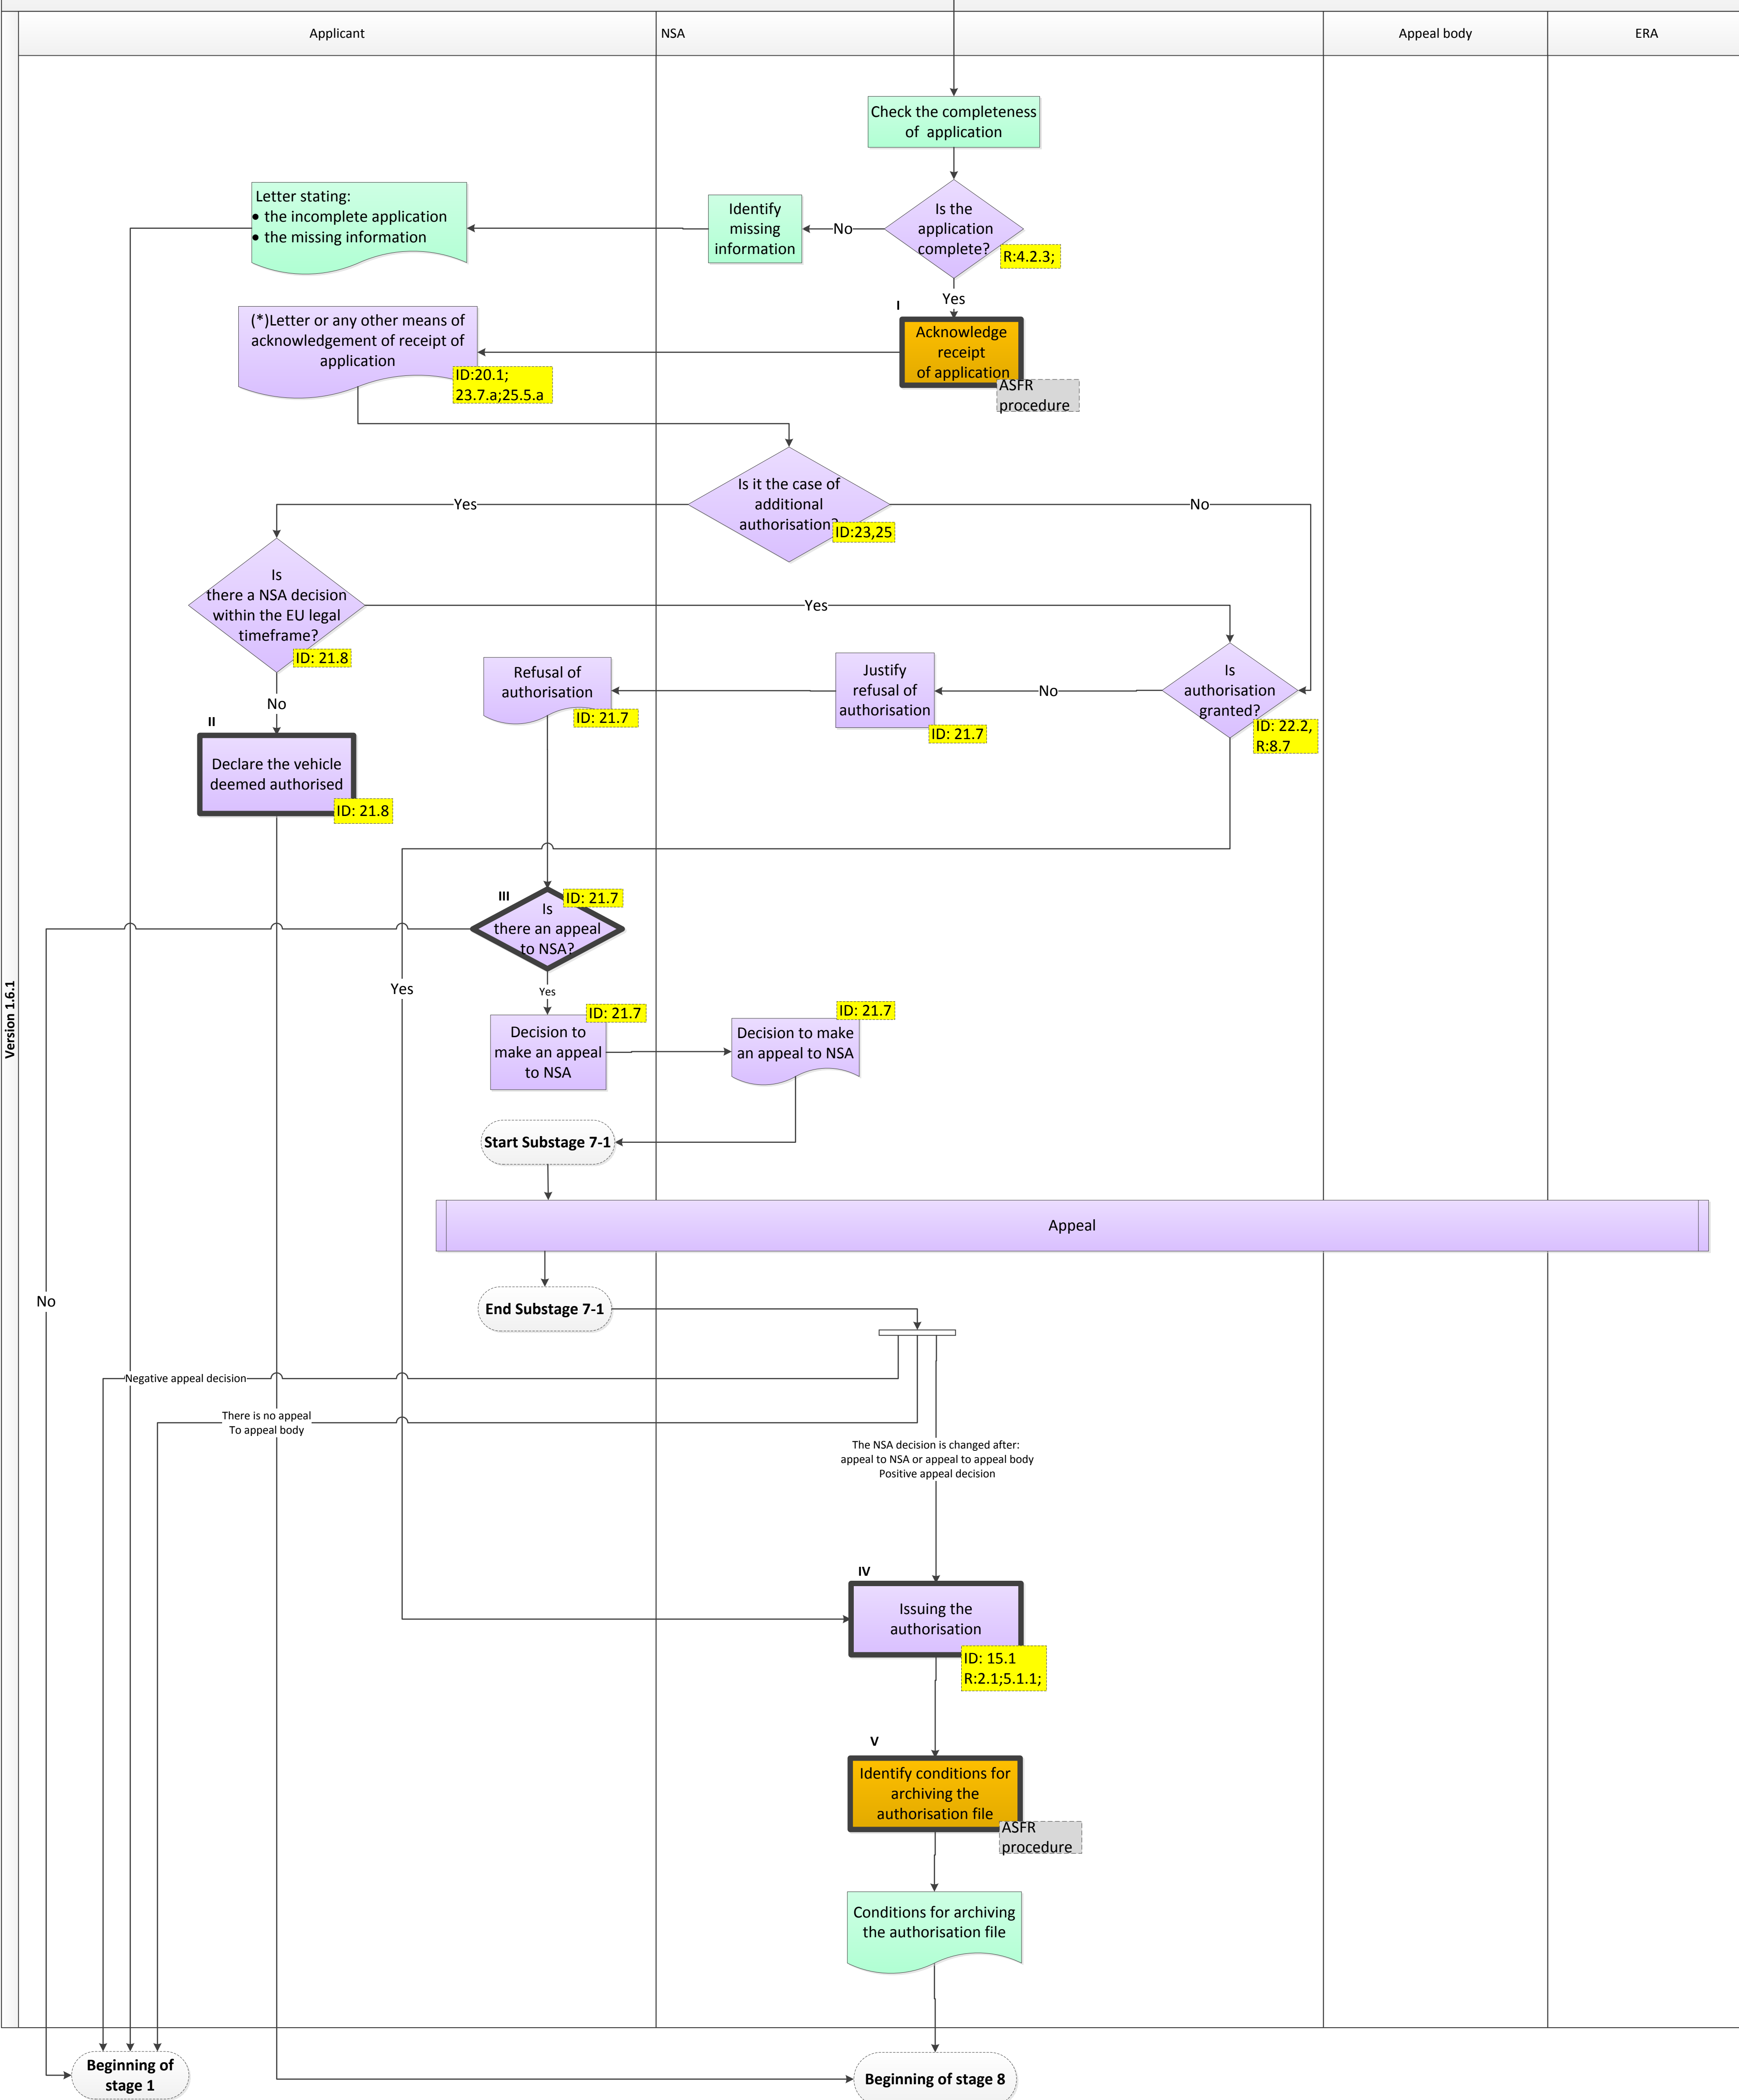 Applicant
NSA
Appeal body
ERA
Version 1.6.1
Check the completeness
of application
Letter stating:
• the incomplete application
• the missing information
Identify
missing
information
No
Is the
application
complete?
R:4.2.3;
Yes
I
Acknowledge
receipt
of application
ASFR
procedure
(*)Letter or any other means of
acknowledgement of receipt of
application
ID:20.1;
23.7.a;25.5.a
Is it the case of
additional
authorisation?
ID:23,25
Yes
No
Is
there a NSA decision
within the EU legal
timeframe?
ID: 21.8
Yes
No
II
Declare the vehicle
deemed authorised
ID: 21.8
Refusal of
authorisation
ID: 21.7
Justify
refusal of
authorisation
ID: 21.7
No
Is
authorisation
granted?
ID: 22.2,
R:8.7
III
ID: 21.7
Is
there an appeal
to NSA?
Yes
Yes
Decision to
make an appeal
to NSA
ID: 21.7
Decision to make
an appeal to NSA
ID: 21.7
Start Substage 7-1
Appeal
No
End Substage 7-1
Negative appeal decision
There is no appeal
To appeal body
The NSA decision is changed after:
appeal to NSA or appeal to appeal body
Positive appeal decision
IV
Issuing the
authorisation
ID: 15.1
R:2.1;5.1.1;
V
Identify conditions for
archiving the
authorisation file
ASFR
procedure
Conditions for archiving
the authorisation file
Beginning of
stage 1
Beginning of stage 8